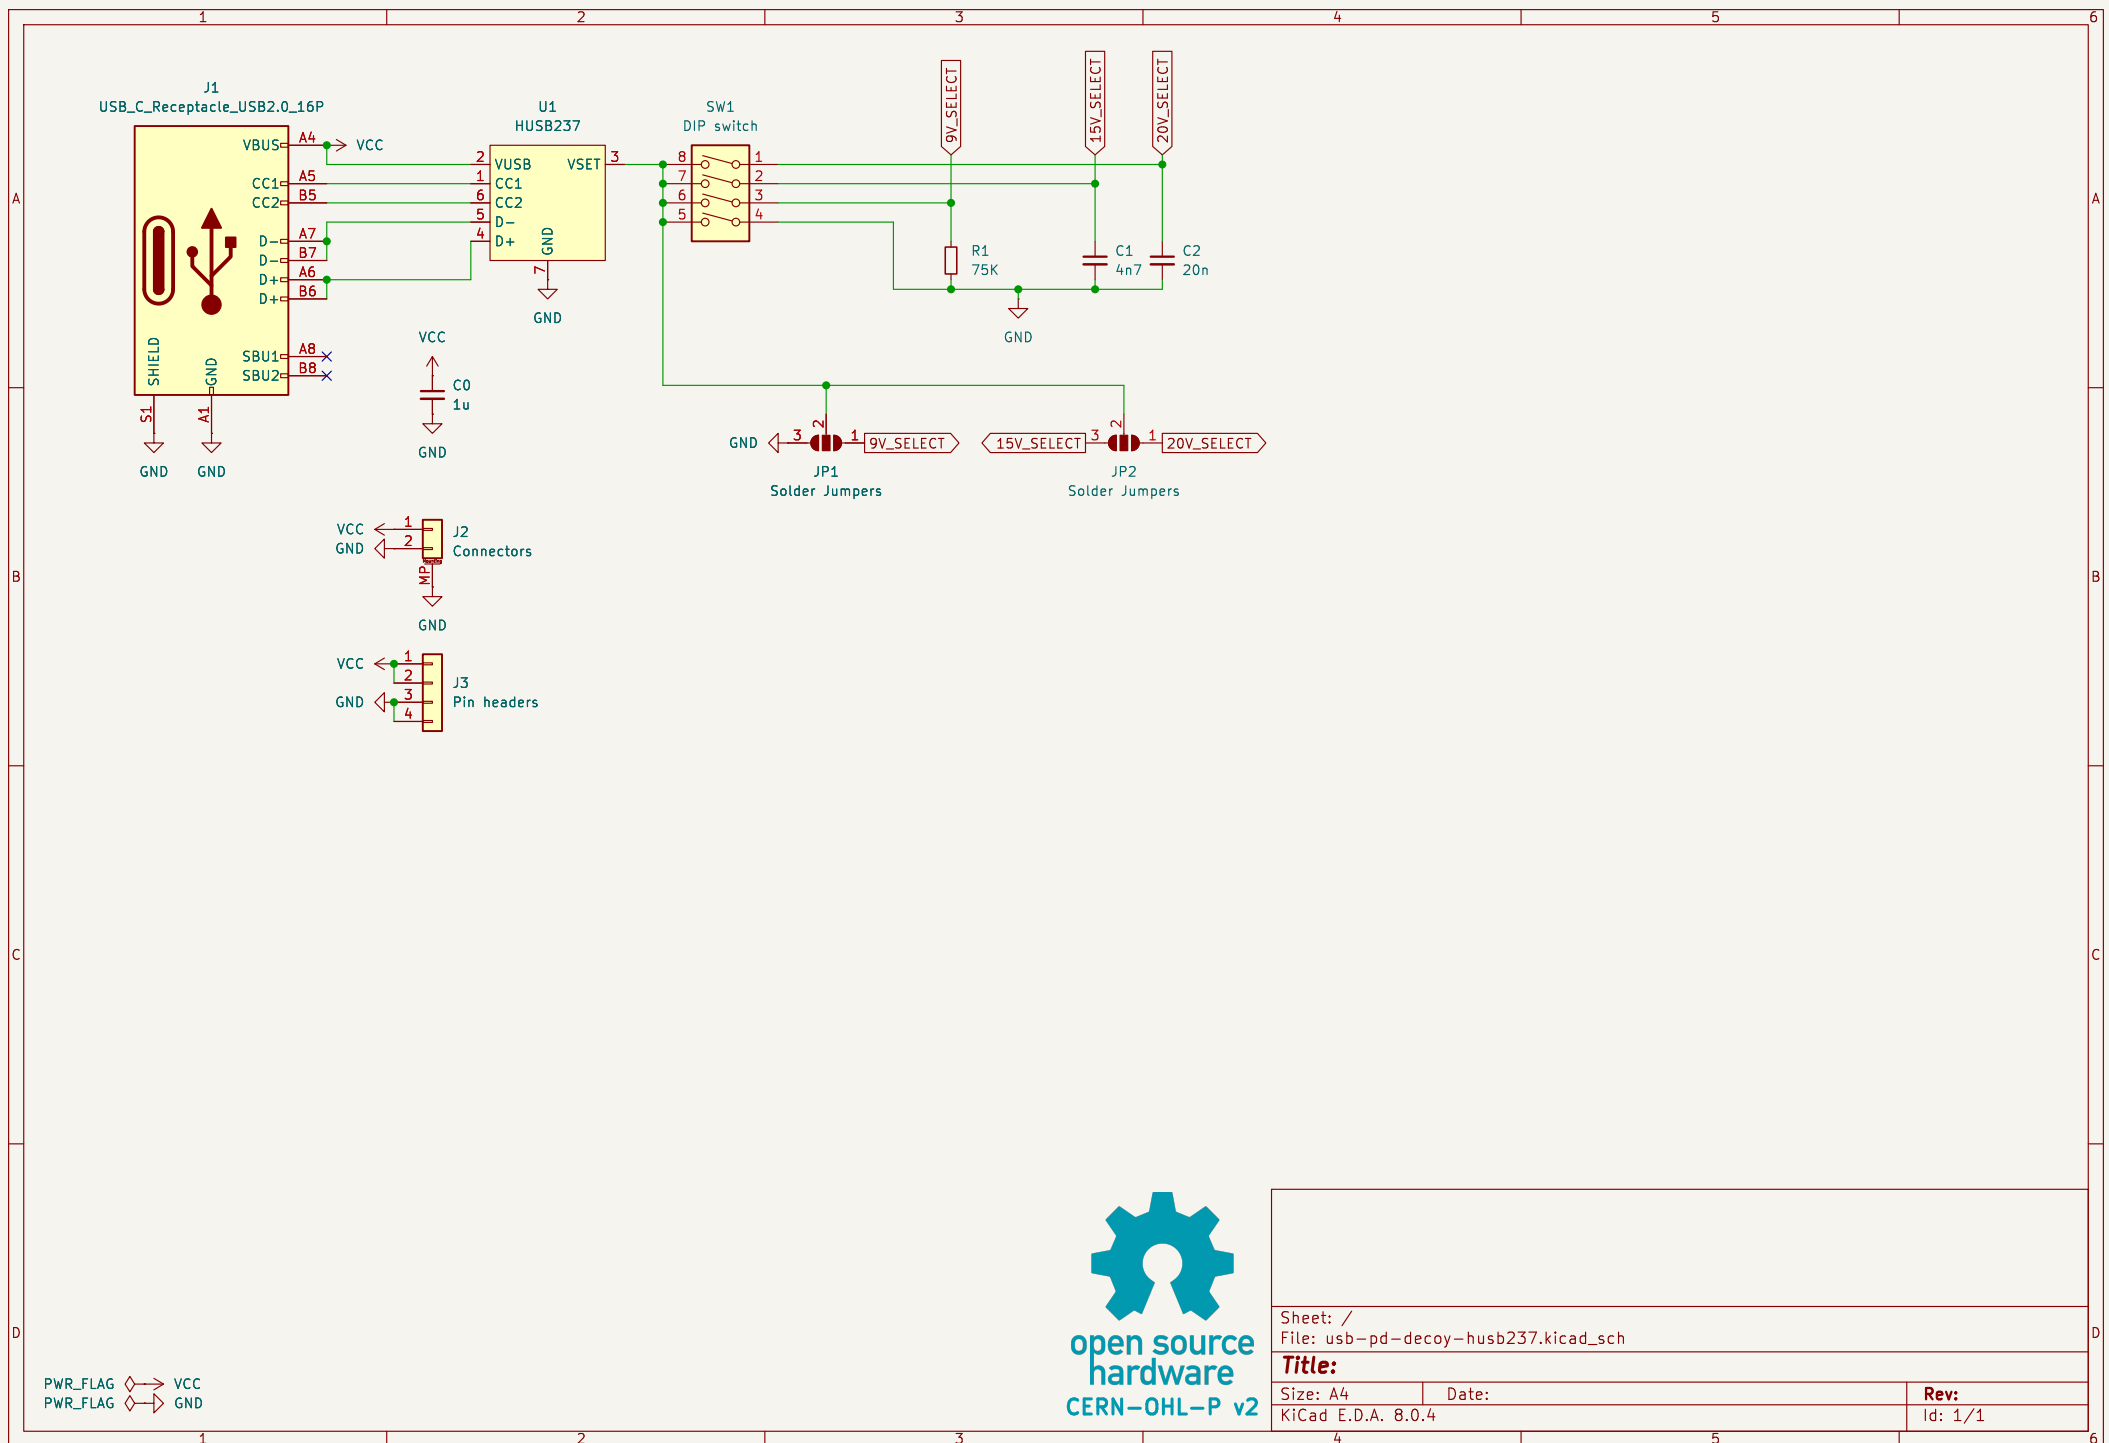 1 2 3 4 5 6
A
B
C
D
J1
USB_C_Receptacle_USB2.0_16P
VBUS A4
VCC
CC1 A5
CC2 B5
D- A7
D- B7
D+ A6
D+ B6
SBU1 A8
SBU2 B8
SHIELD
GND
S1
A1
GND
GND
U1
HUSB237
2 VUSB
1 CC1
6 CC2
5 D-
4 D+
VSET 3
GND
7
GND
SW1
DIP switch
8 1
7 2
6 3
5 4
9V_SELECT
15V_SELECT
20V_SELECT
R1
75K
C1
4n7
C2
20n
GND
VCC
C0
1u
GND
GND 3 2 1 9V_SELECT
JP1
Solder Jumpers
15V_SELECT 3 2 1 20V_SELECT
JP2
Solder Jumpers
VCC 1
GND 2
J2
Connectors
MP
GND
VCC 1
2
GND 3
4
J3
Pin headers
A
B
C
D
open source
hardware
CERN-OHL-P v2
PWR_FLAG VCC
PWR_FLAG GND
Sheet: /
File: usb-pd-decoy-husb237.kicad_sch
Title:
Size: A4 Date: Rev:
KiCad E.D.A. 8.0.4 Id: 1/1
1 2 3 4 5 6